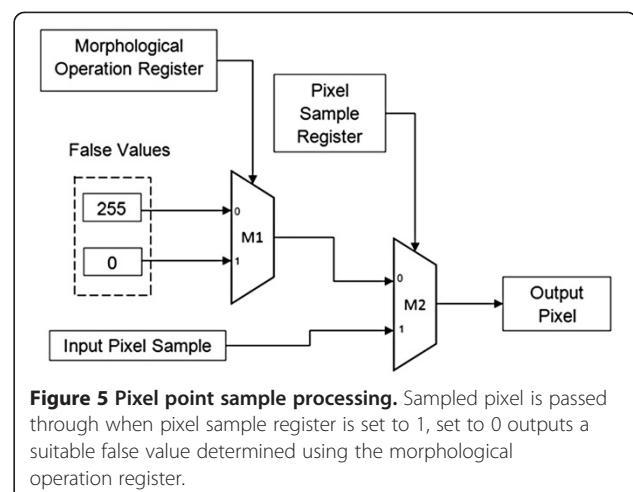 Morphological
Operation Register
Pixel
Sample
Register
False Values
255
0
0
1
M1
0
1
M2
Input Pixel Sample
Output
Pixel
Figure 5 Pixel point sample processing. Sampled pixel is passed
through when pixel sample register is set to 1, set to 0 outputs a
suitable false value determined using the morphological
operation register.